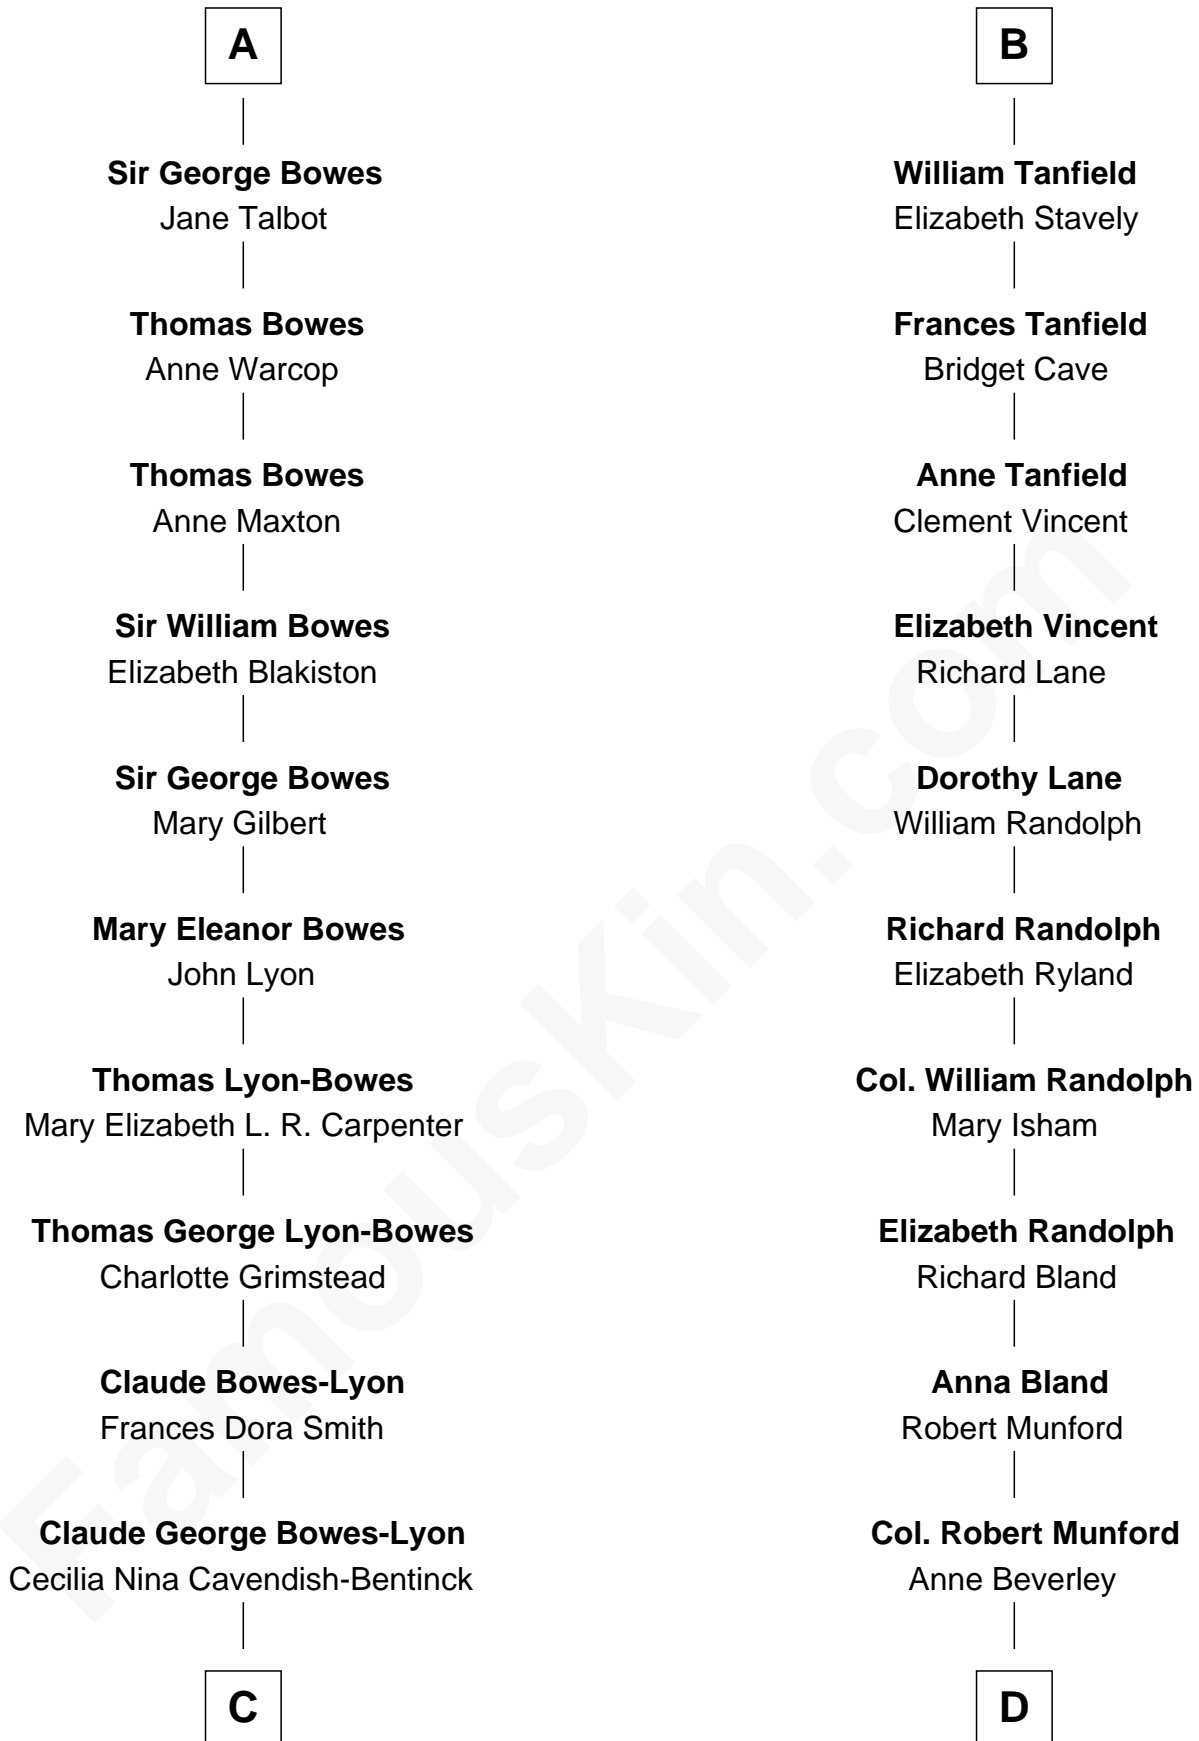 A
Sir George Bowes
Jane Talbot
Thomas Bowes
Anne Warcop
Thomas Bowes
Anne Maxton
Sir William Bowes
Elizabeth Blakiston
Sir George Bowes
Mary Gilbert
Mary Eleanor Bowes
John Lyon
Thomas Lyon-Bowes
Mary Elizabeth L. R. Carpenter
Thomas George Lyon-Bowes
Charlotte Grimstead
Claude Bowes-Lyon
Frances Dora Smith
Claude George Bowes-Lyon
Cecilia Nina Cavendish-Bentinck
C
B
William Tanfield
Elizabeth Stavely
Frances Tanfield
Bridget Cave
Anne Tanfield
Clement Vincent
Elizabeth Vincent
Richard Lane
Dorothy Lane
William Randolph
Richard Randolph
Elizabeth Ryland
Col. William Randolph
Mary Isham
Elizabeth Randolph
Richard Bland
Anna Bland
Robert Munford
Col. Robert Munford
Anne Beverley
D
FamousKin.com